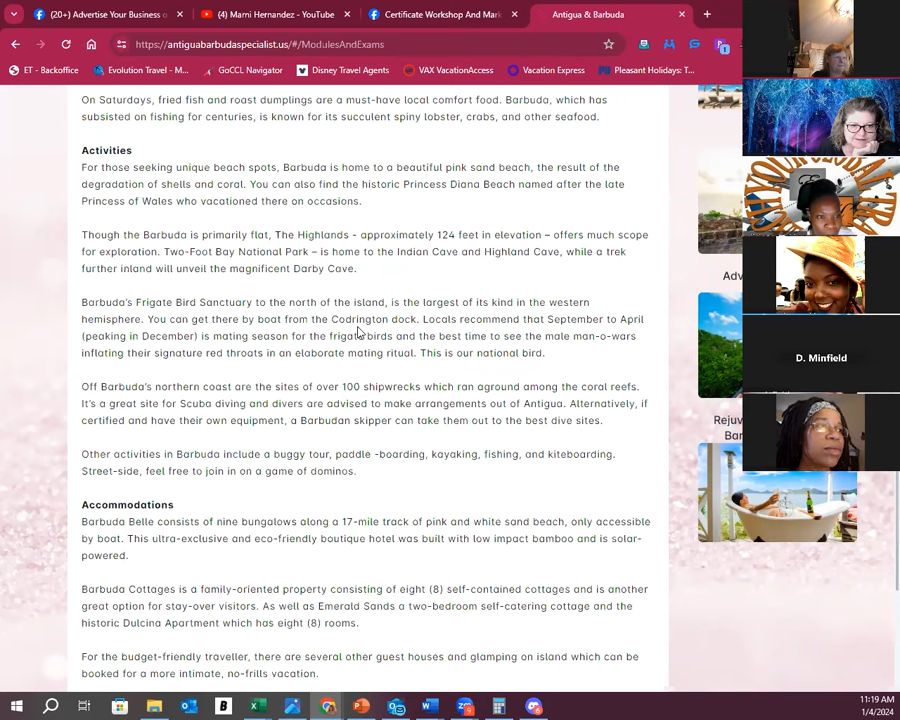 (20+) Advertise Your Business o
(4) Marni Hernandez - YouTube
Certificate Workshop And Mark
Antigua & Barbuda
https://antiguabarbudaspecialist.us/#/ModulesAndExams
ET - Backoffice
Evolution Travel - M...
GoCCL Navigator
Disney Travel Agents
VAX VacationAccess
Vacation Express
Pleasant Holidays: T...
On Saturdays, fried fish and roast dumplings are a must-have local comfort food. Barbuda, which has
subsisted on fishing for centuries, is known for its succulent spiny lobster, crabs, and other seafood.
Activities
For those seeking unique beach spots, Barbuda is home to a beautiful pink sand beach, the result of the
degradation of shells and coral. You can also find the historic Princess Diana Beach named after the late
Princess of Wales who vacationed there on occasions.
Though the Barbuda is primarily flat, The Highlands - approximately 124 feet in elevation – offers much scope
for exploration. Two-Foot Bay National Park – is home to the Indian Cave and Highland Cave, while a trek
further inland will unveil the magnificent Darby Cave.
Barbuda's Frigate Bird Sanctuary to the north of the island, is the largest of its kind in the western
hemisphere. You can get there by boat from the Codrington dock. Locals recommend that September to April
(peaking in December) is mating season for the frigate birds and the best time to see the male man-o-wars
inflating their signature red throats in an elaborate mating ritual. This is our national bird.
Off Barbuda's northern coast are the sites of over 100 shipwrecks which ran aground among the coral reefs.
It's a great site for Scuba diving and divers are advised to make arrangements out of Antigua. Alternatively, if
certified and have their own equipment, a Barbudan skipper can take them out to the best dive sites.
Other activities in Barbuda include a buggy tour, paddle -boarding, kayaking, fishing, and kiteboarding.
Street-side, feel free to join in on a game of dominos.
Accommodations
Barbuda Belle consists of nine bungalows along a 17-mile track of pink and white sand beach, only accessible
by boat. This ultra-exclusive and eco-friendly boutique hotel was built with low impact bamboo and is solar-
powered.
Barbuda Cottages is a family-oriented property consisting of eight (8) self-contained cottages and is another
great option for stay-over visitors. As well as Emerald Sands a two-bedroom self-catering cottage and the
historic Dulcina Apartment which has eight (8) rooms.
For the budget-friendly traveller, there are several other guest houses and glamping on island which can be
booked for a more intimate, no-frills vacation.
Adv
Rejuv
Bar
D. Minfield
11:19 AM
1/4/2024